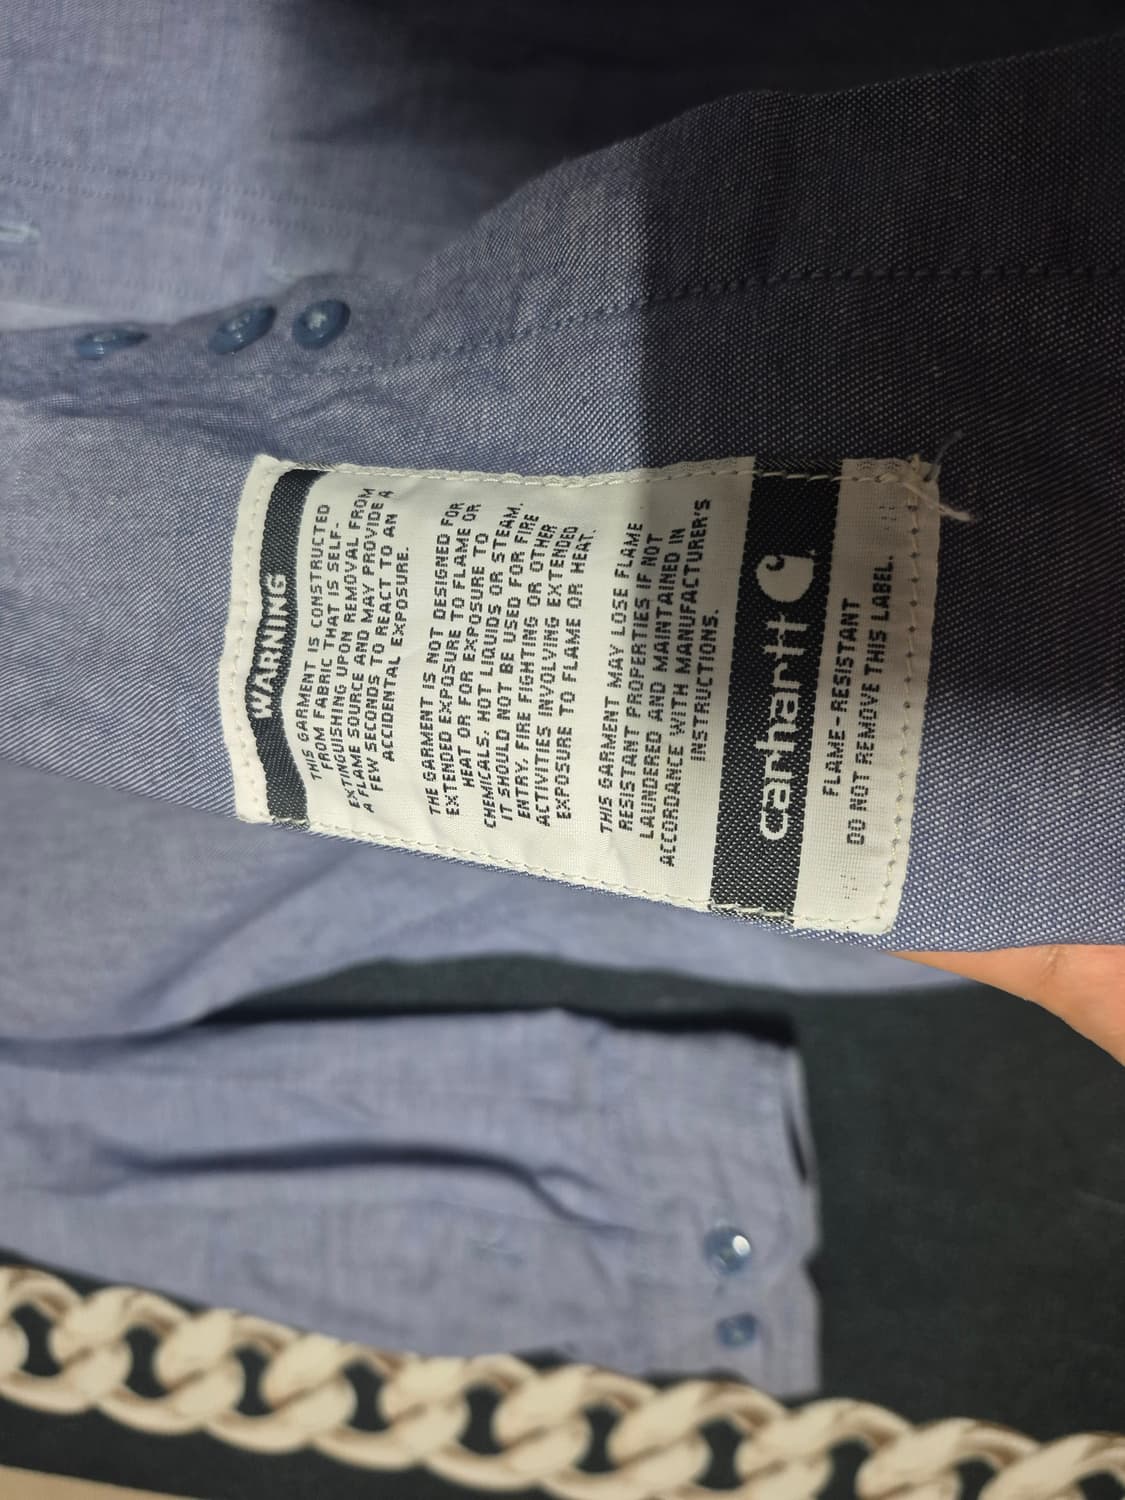 WARNING
THIS GARMENT IS CONSTRUCTED
FROM FABRIC THAT IS SELF-
EXTINGUISHING UPON REMOVAL FROM
A FLAME SOURCE AND MAY PROVIDE A
FEW SECONDS TO REACT TO AN
ACCIDENTAL EXPOSURE.
THE GARMENT IS NOT DESIGNED FOR
EXTENDED EXPOSURE TO FLAME OR
HEAT OR FOR EXPOSURE TO
CHEMICALS, HOT LIQUIDS OR STEAM.
IT SHOULD NOT BE USED FOR FIRE
ENTRY, FIRE FIGHTING OR OTHER
ACTIVITIES INVOLVING EXTENDED
EXPOSURE TO FLAME OR HEAT.
THIS GARMENT MAY LOSE FLAME
RESISTANT PROPERTIES IF NOT
LAUNDERED AND MAINTAINED IN
ACCORDANCE WITH MANUFACTURER'S
INSTRUCTIONS.
carhartt
FLAME-RESISTANT
DO NOT REMOVE THIS LABEL.